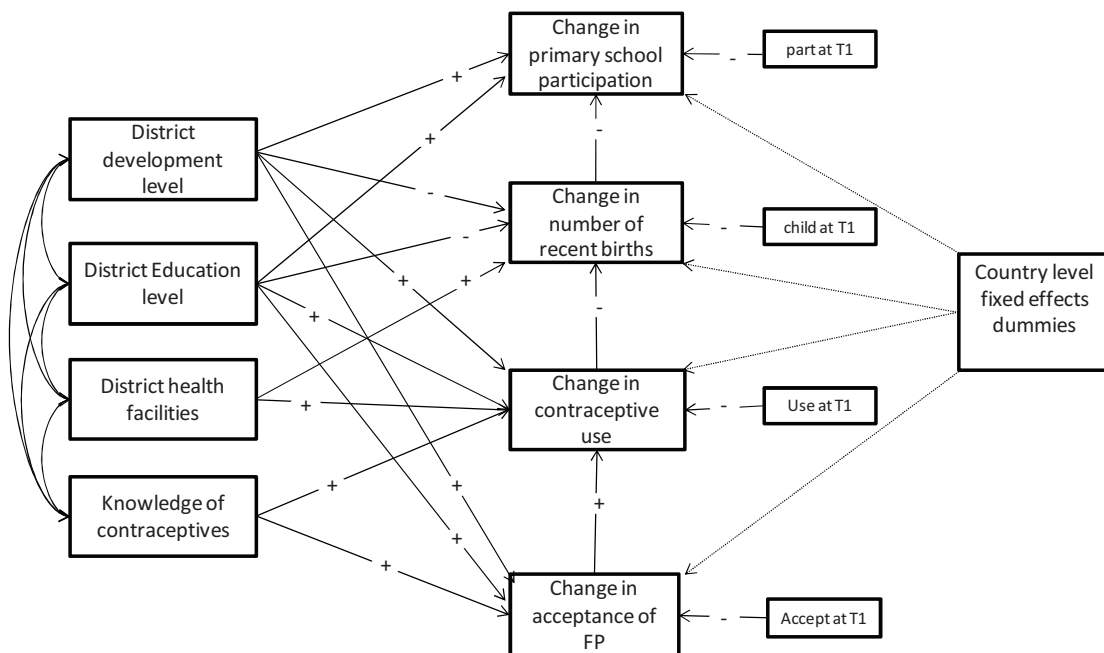 Change in
primary school
participation
part at T1
+
-
+
-
District
development
level
-
Change in
number of
recent births
-
child at T1
-
+
District Education
level
+
+
-
Country level
fixed effects
dummies
District health
facilities
+
Change in
contraceptive
use
-
Use at T1
Knowledge of
contraceptives
+
+
+
+
+
Change in
acceptance of
FP
-
Accept at T1